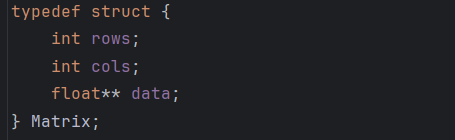 typedef struct {
    int rows;
    int cols;
    float** data;
} Matrix;